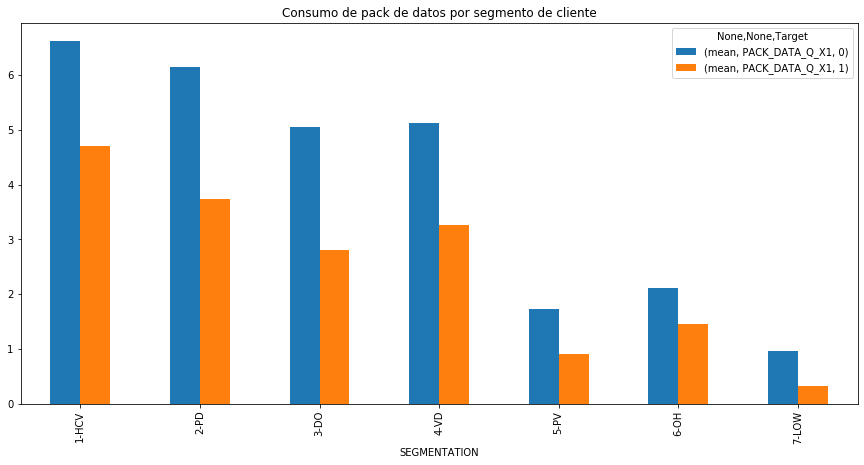 Consumo de pack de datos por segmento de cliente
None,None,Target
(mean, PACK_DATA_Q_X1, 0)
(mean, PACK_DATA_Q_X1, 1)
6
5
4
3
2
1
0
1-HCV
2-PD
3-DO
4-VD
5-PV
6-OH
7-LOW
SEGMENTATION